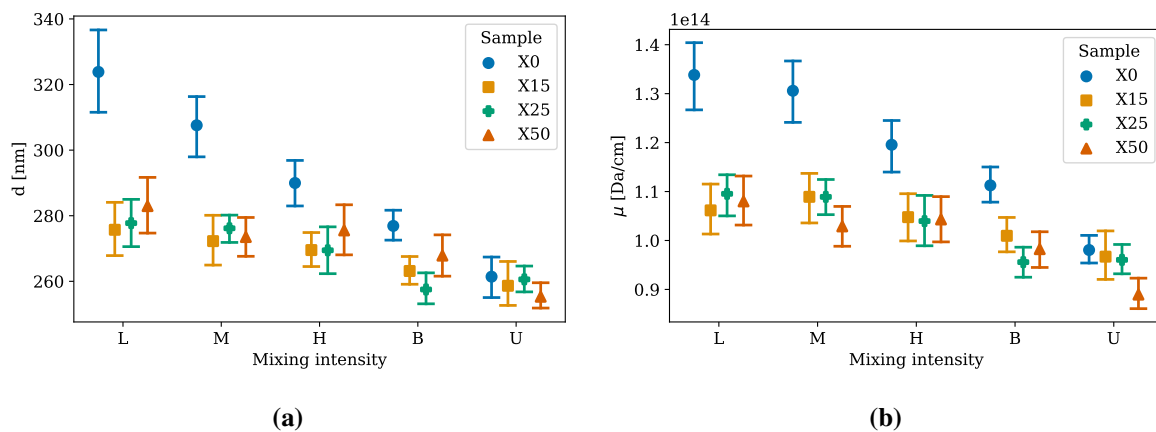 340
320
300
280
260
d [nm]
L M H B U
Mixing intensity
Sample
X0
X15
X25
X50
(a)
1e14
1.4
1.3
1.2
1.1
1.0
0.9
μ [Da/cm]
L M H B U
Mixing intensity
Sample
X0
X15
X25
X50
(b)